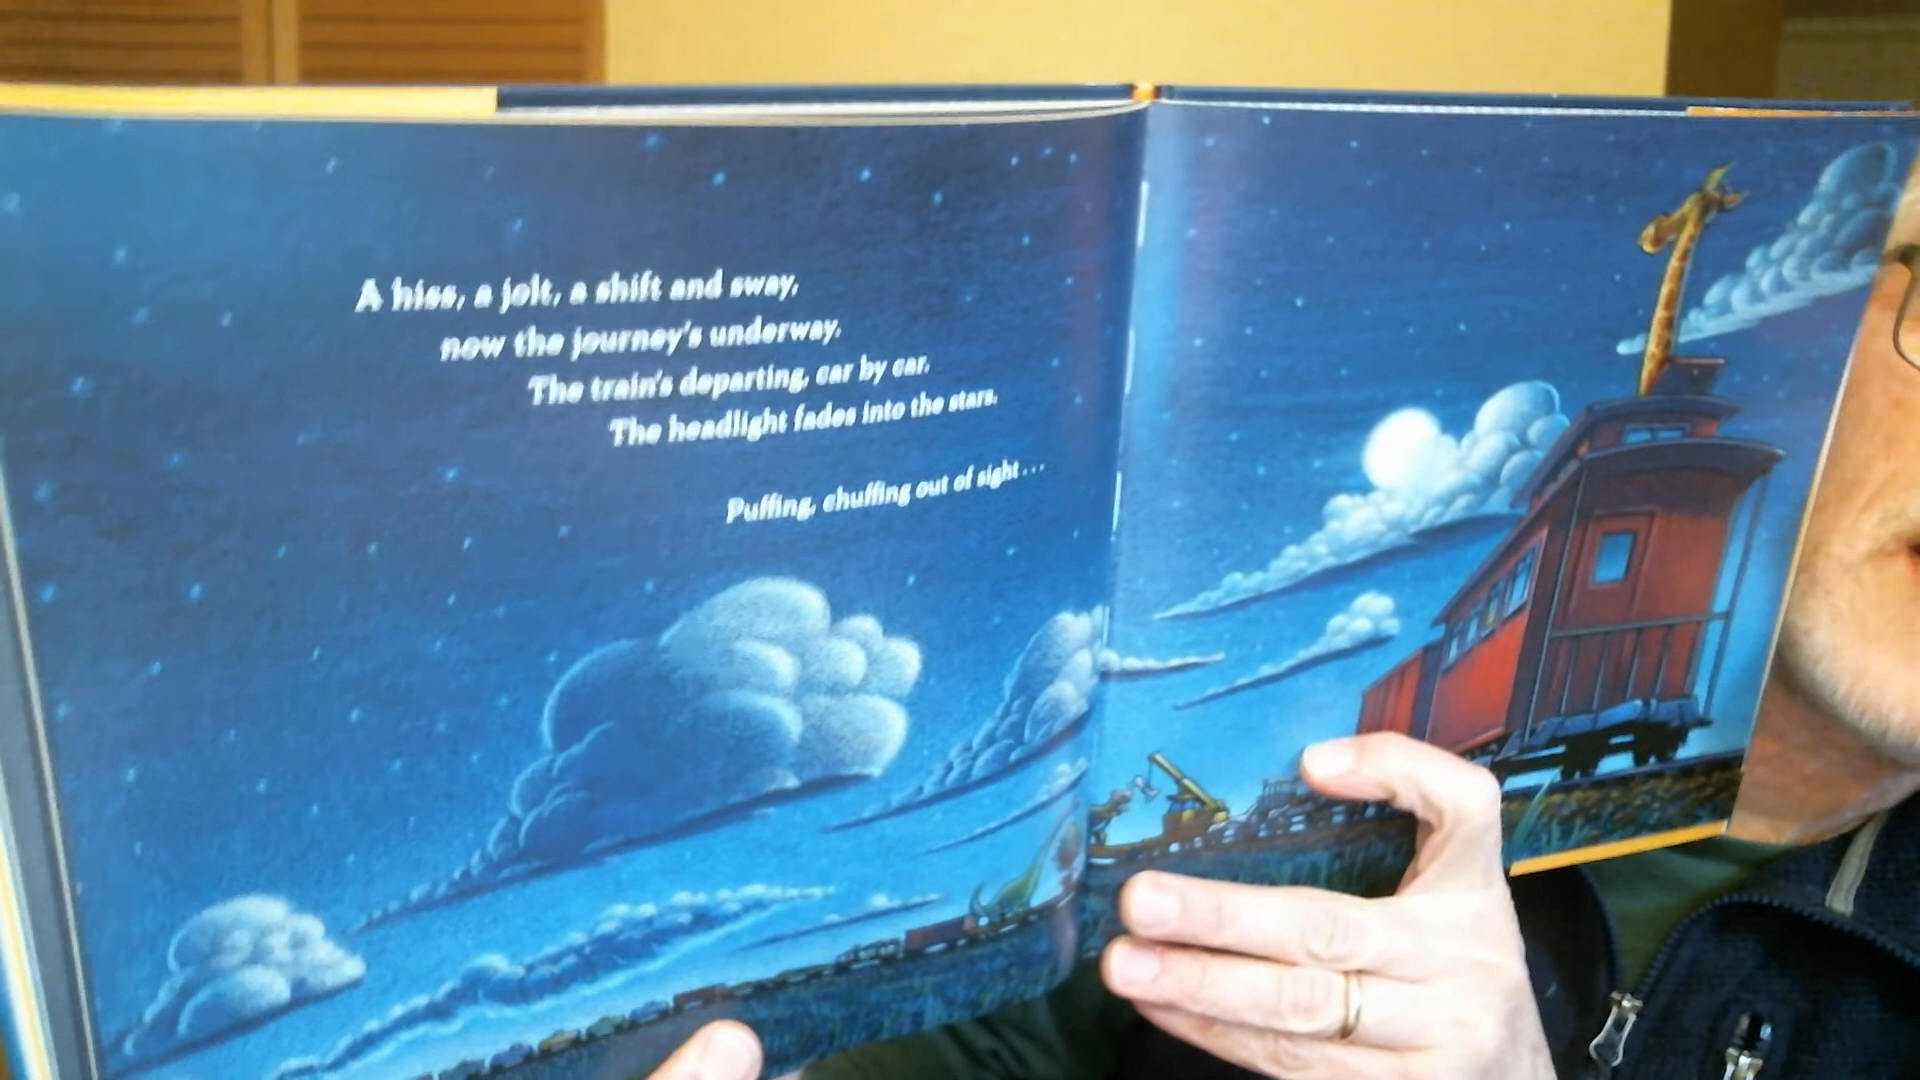 A hiss, a jolt, a shift and sway,
now the journey's underway.
The train's departing, car by car.
The headlight fades into the stars.
Puffing, chuffing out of sight . . .